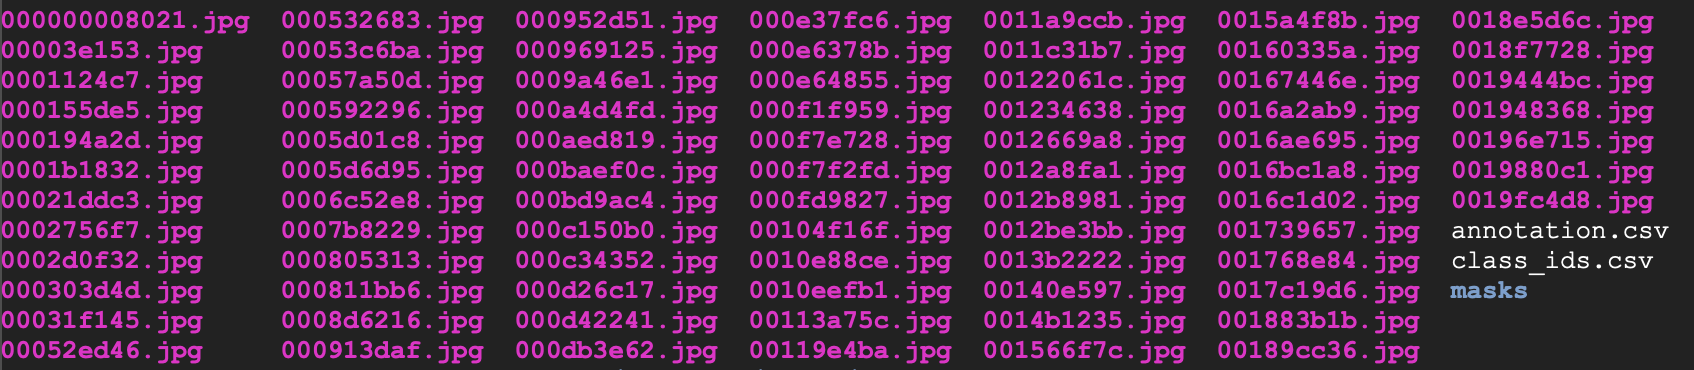 000000008021.jpg 000532683.jpg 000952d51.jpg 000e37fc6.jpg 0011a9ccb.jpg 0015a4f8b.jpg 0018e5d6c.jpg
00003e153.jpg 00053c6ba.jpg 000969125.jpg 000e6378b.jpg 0011c31b7.jpg 00160335a.jpg 0018f7728.jpg
0001124c7.jpg 00057a50d.jpg 0009a46e1.jpg 000e64855.jpg 00122061c.jpg 00167446e.jpg 0019444bc.jpg
000155de5.jpg 000592296.jpg 000a4d4fd.jpg 000f1f959.jpg 001234638.jpg 0016a2ab9.jpg 001948368.jpg
000194a2d.jpg 0005d01c8.jpg 000aed819.jpg 000f7e728.jpg 0012669a8.jpg 0016ae695.jpg 00196e715.jpg
0001b1832.jpg 0005d6d95.jpg 000baef0c.jpg 000f7f2fd.jpg 0012a8fa1.jpg 0016bc1a8.jpg 0019880c1.jpg
00021ddc3.jpg 0006c52e8.jpg 000bd9ac4.jpg 000fd9827.jpg 0012b8981.jpg 0016c1d02.jpg 0019fc4d8.jpg
0002756f7.jpg 0007b8229.jpg 000c150b0.jpg 00104f16f.jpg 0012be3bb.jpg 001739657.jpg annotation.csv
0002d0f32.jpg 000805313.jpg 000c34352.jpg 0010e88ce.jpg 0013b2222.jpg 001768e84.jpg class_ids.csv
000303d4d.jpg 000811bb6.jpg 000d26c17.jpg 0010eefb1.jpg 00140e597.jpg 0017c19d6.jpg masks
00031f145.jpg 0008d6216.jpg 000d42241.jpg 00113a75c.jpg 0014b1235.jpg 001883b1b.jpg
00052ed46.jpg 000913daf.jpg 000db3e62.jpg 00119e4ba.jpg 001566f7c.jpg 00189cc36.jpg